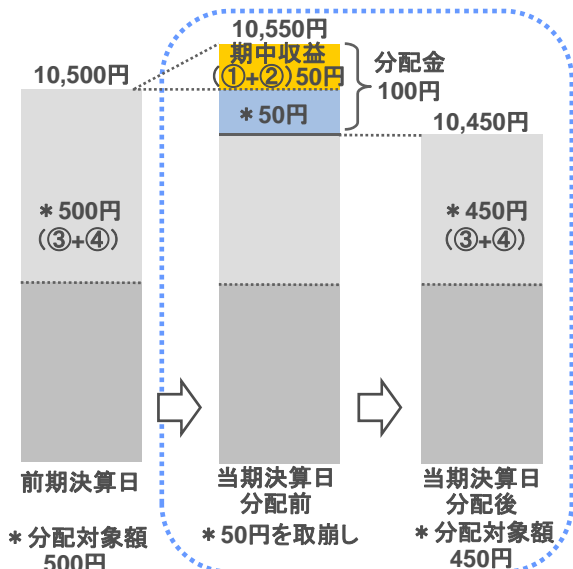 10,550円
期中収益
(①+②)50円
分配金
100円
10,500円
＊50円
10,450円
＊500円
(③+④)
＊450円
(③+④)
前期決算日
当期決算日
分配前
当期決算日
分配後
＊分配対象額
500円
＊50円を取崩し
＊分配対象額
450円